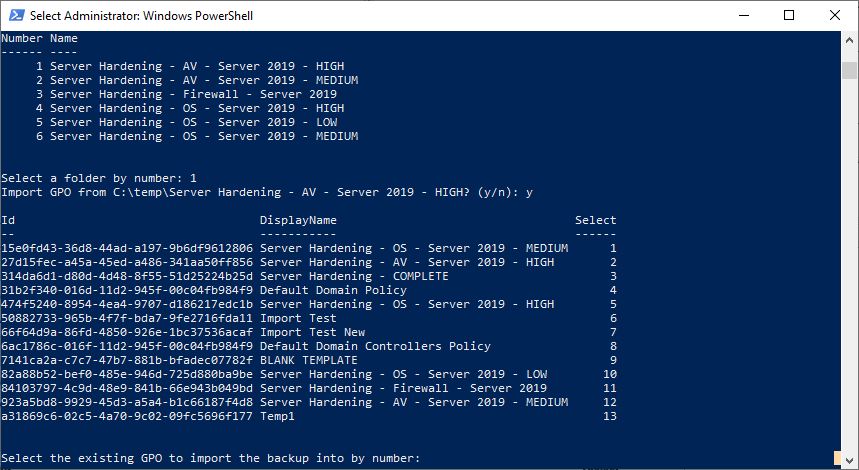 Select Administrator: Windows PowerShell
Number Name
------ ----
1 Server Hardening - AV - Server 2019 - HIGH
2 Server Hardening - AV - Server 2019 - MEDIUM
3 Server Hardening - Firewall - Server 2019
4 Server Hardening - OS - Server 2019 - HIGH
5 Server Hardening - OS - Server 2019 - LOW
6 Server Hardening - OS - Server 2019 - MEDIUM
Select a folder by number: 1
Import GPO from C:\temp\Server Hardening - AV - Server 2019 - HIGH? (y/n): y
Id DisplayName Select
-- ----------- ------
15e0fd43-36d8-44ad-a197-9b6df9612806 Server Hardening - OS - Server 2019 - MEDIUM 1
27d15fec-a45a-45ed-a486-341aa50ff856 Server Hardening - AV - Server 2019 - HIGH 2
314da6d1-d80d-4d48-8f55-51d25224b25d Server Hardening - COMPLETE 3
31b2f340-016d-11d2-945f-00c04fb984f9 Default Domain Policy 4
474f5240-8954-4ea4-9707-d186217edc1b Server Hardening - OS - Server 2019 - HIGH 5
50882733-965b-4f7f-bda7-9fe2716fda11 Import Test 6
66f64d9a-86fd-4850-926e-1bc37536acaf Import Test New 7
6ac1786c-016f-11d2-945f-00c04fb984f9 Default Domain Controllers Policy 8
7141ca2a-c7c7-47b7-881b-bfadec07782f BLANK TEMPLATE 9
82a88b52-bef0-485e-946d-725d880ba9be Server Hardening - OS - Server 2019 - LOW 10
84103797-4c9d-48e9-841b-66e943b049bd Server Hardening - Firewall - Server 2019 11
923a5bd8-9929-45d3-a5a4-b1c66187f4d8 Server Hardening - AV - Server 2019 - MEDIUM 12
a31869c6-02c5-4a70-9c02-09fc5696f177 Temp1 13
Select the existing GPO to import the backup into by number: